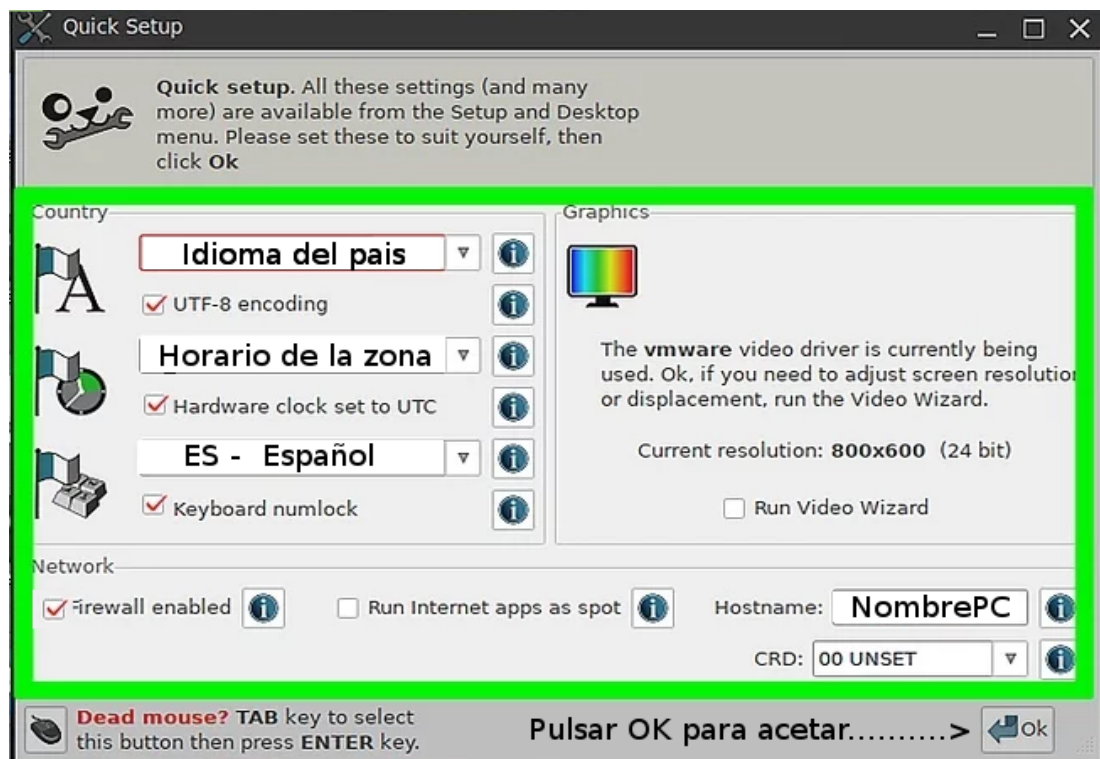 Quick Setup
Quick setup. All these settings (and many
more) are available from the Setup and Desktop
menu. Please set these to suit yourself, then
click Ok
Country
Idioma del pais
UTF-8 encoding
Horario de la zona
Hardware clock set to UTC
ES - Español
Keyboard numlock
Graphics
The vmware video driver is currently being
used. Ok, if you need to adjust screen resolution
or displacement, run the Video Wizard.
Current resolution: 800x600 (24 bit)
Run Video Wizard
Network
Firewall enabled
Run Internet apps as spot
Hostname: NombrePC
CRD: 00 UNSET
Dead mouse? TAB key to select
this button then press ENTER key.
Pulsar OK para acetar..........> Ok